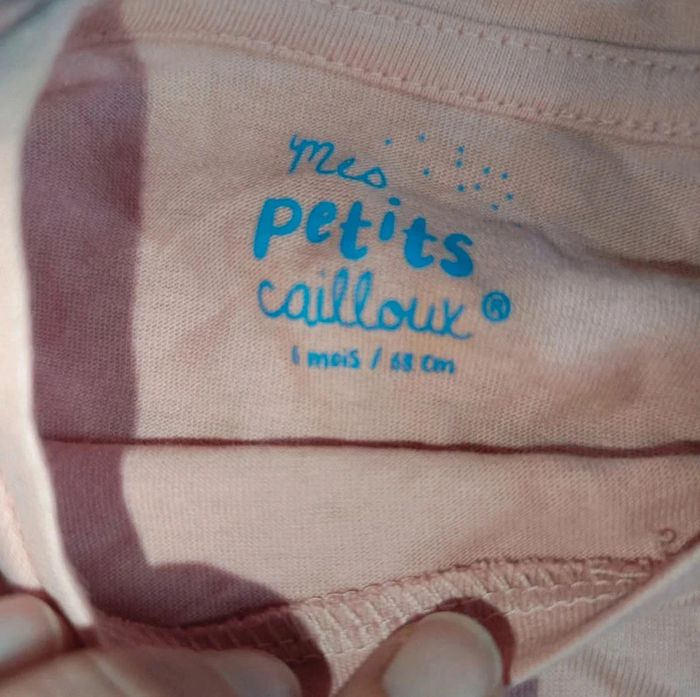 mes
petits
cailloux®
6 mois / 68 cm